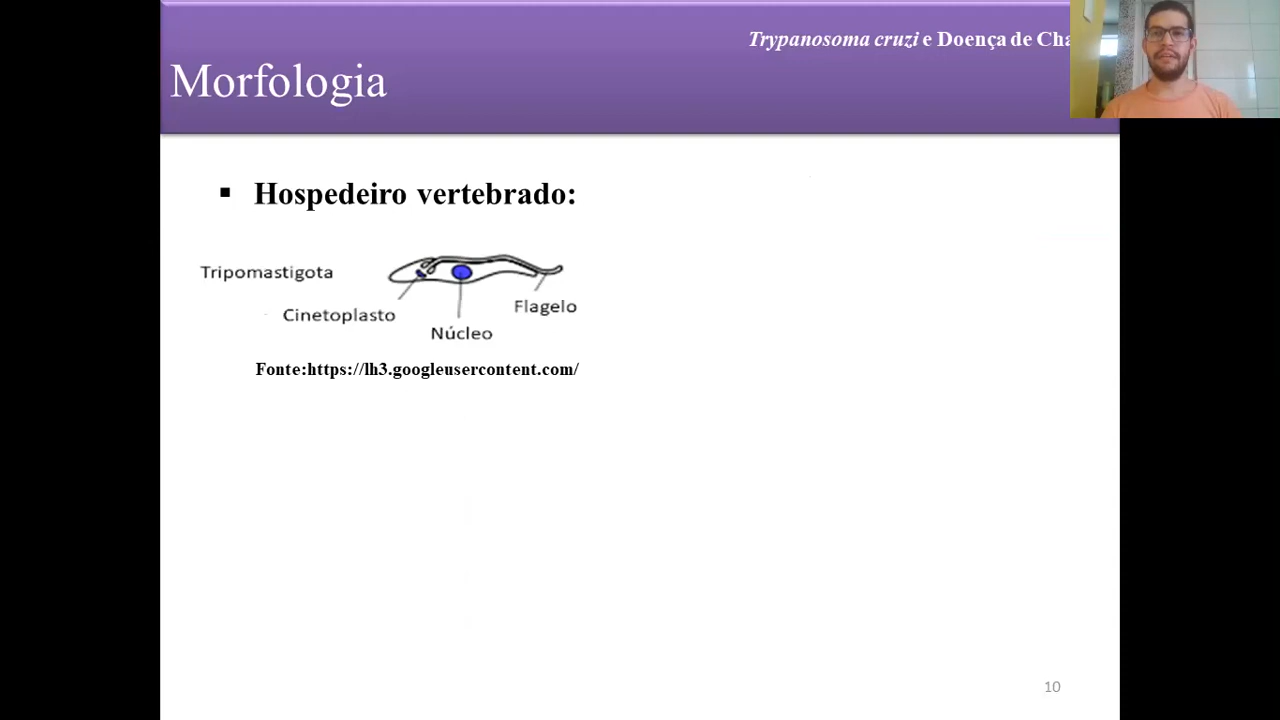 Trypanosoma cruzi e Doença de Cha
Morfologia
▪ Hospedeiro vertebrado:
Tripomastigota
Cinetoplasto
Núcleo
Flagelo
Fonte:https://lh3.googleusercontent.com/
10